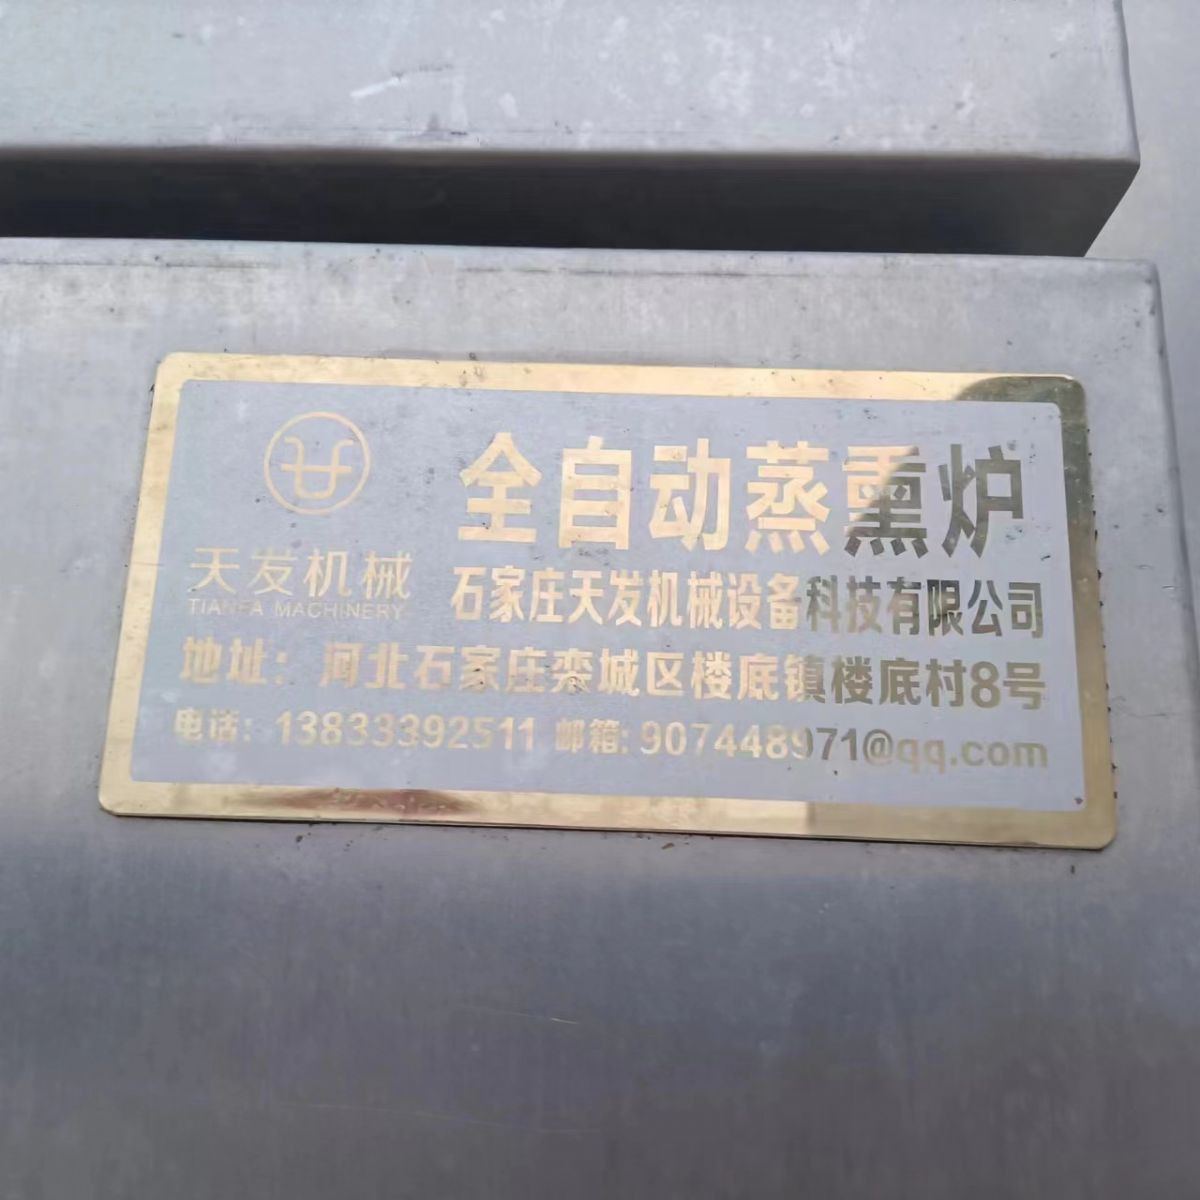 全自动蒸熏炉
天发机械
TIANFA MACHINERY
石家庄天发机械设备科技有限公司
地址：河北石家庄栾城区楼底镇楼底村8号
电话：13833392511 邮箱:907448971@qq.com